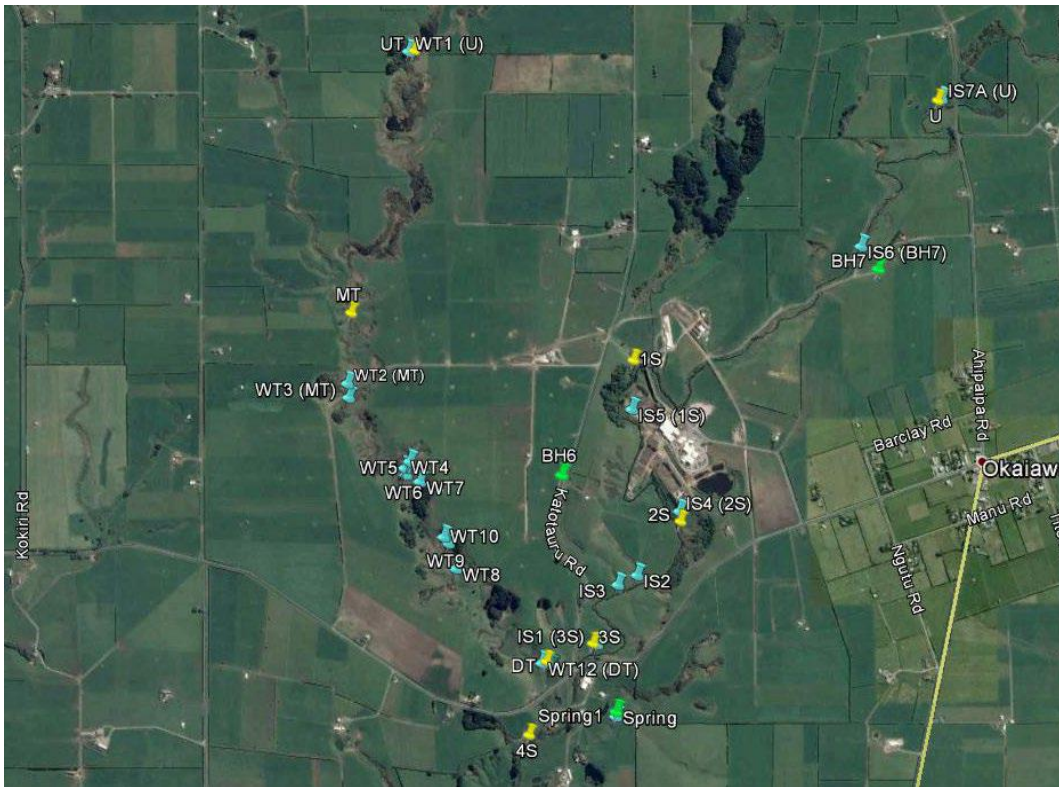 UT
WT1 (U)
IS7A (U)
U
IS6 (BH7)
BH7
MT
1S
WT2 (MT)
WT3 (MT)
IS5 (1S)
Ahipaipa Rd
Barclay Rd
WT5
WT4
BH6
Okaiaw
WT6
WT7
IS4 (2S)
2S
Manu Rd
Kokiri Rd
Katotauru Rd
WT10
Ngutu Rd
WT9
WT8
IS3
IS2
IS1 (3S)
3S
DT
WT12 (DT)
Spring1
Spring
4S